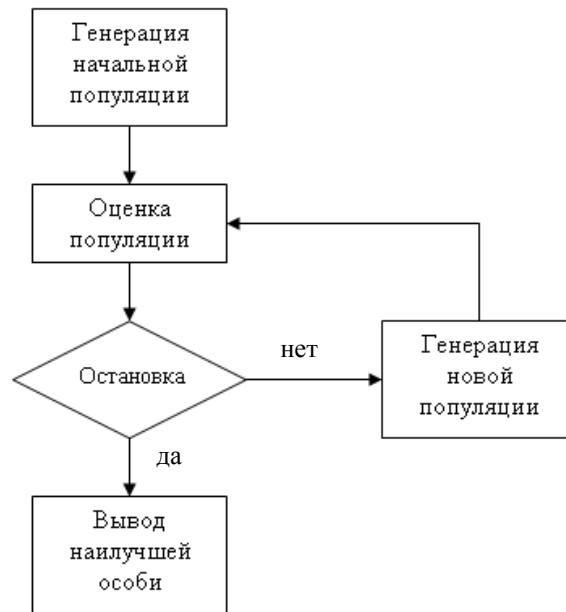 Генерация
начальной
популяции
Оценка
популяции
Остановка
нет
Генерация
новой
популяции
да
Вывод
наилучшей
особи